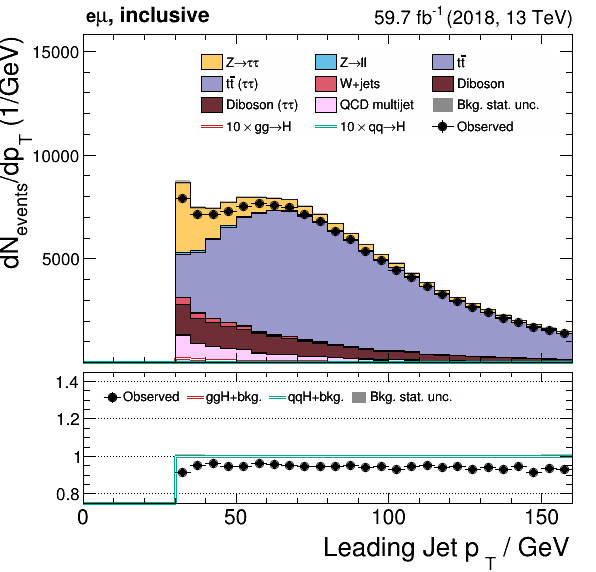 eμ, inclusive 59.7 fb⁻¹ (2018, 13 TeV)
dN_events/dp_T (1/GeV)
15000
10000
5000
Z→ττ Z→ll tt̄
tt̄ (ττ) W+jets Diboson
Diboson (ττ) QCD multijet Bkg. stat. unc.
10 × gg→H 10 × qq→H Observed
1.4
1.2
1
0.8
Observed ggH+bkg. qqH+bkg. Bkg. stat. unc.
0 50 100 150
Leading Jet p_T / GeV